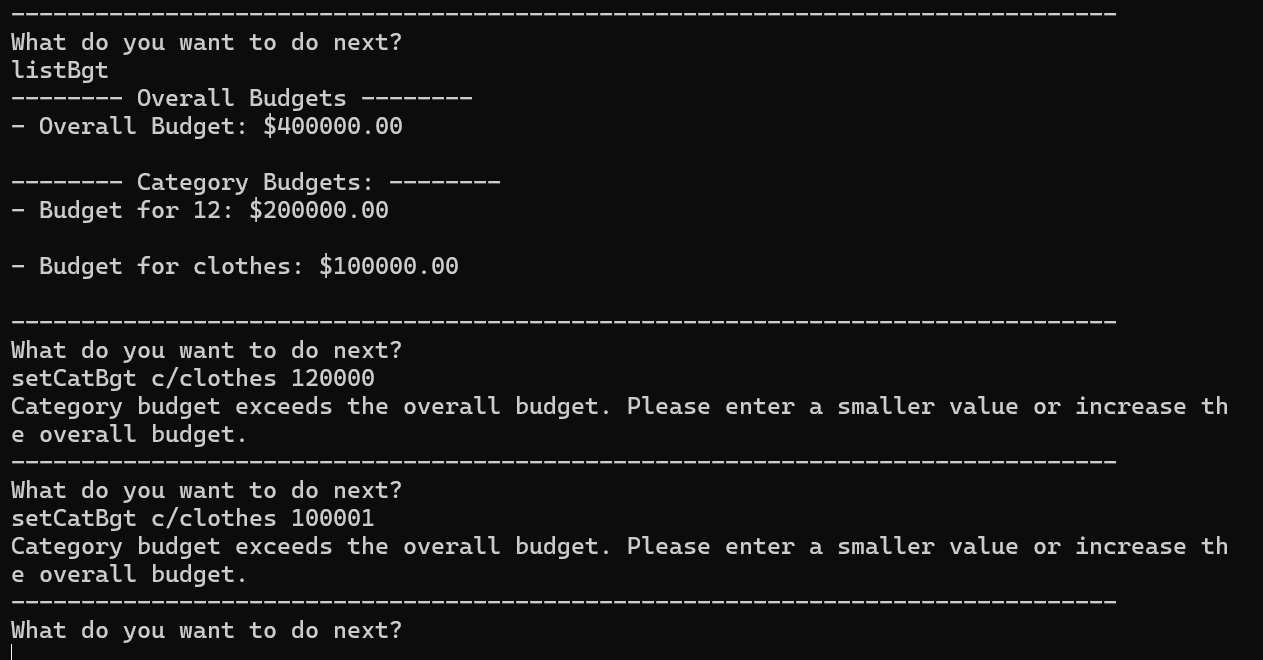 --------------------------------------------------------------------------------
What do you want to do next?
listBgt
-------- Overall Budgets --------
- Overall Budget: $400000.00
-------- Category Budgets: --------
- Budget for 12: $200000.00
- Budget for clothes: $100000.00
-------------------------------------------------------------------------------
What do you want to do next?
setCatBgt c/clothes 120000
Category budget exceeds the overall budget. Please enter a smaller value or increase th
e overall budget.
-------------------------------------------------------------------------------
What do you want to do next?
setCatBgt c/clothes 100001
Category budget exceeds the overall budget. Please enter a smaller value or increase th
e overall budget.
-------------------------------------------------------------------------------
What do you want to do next?